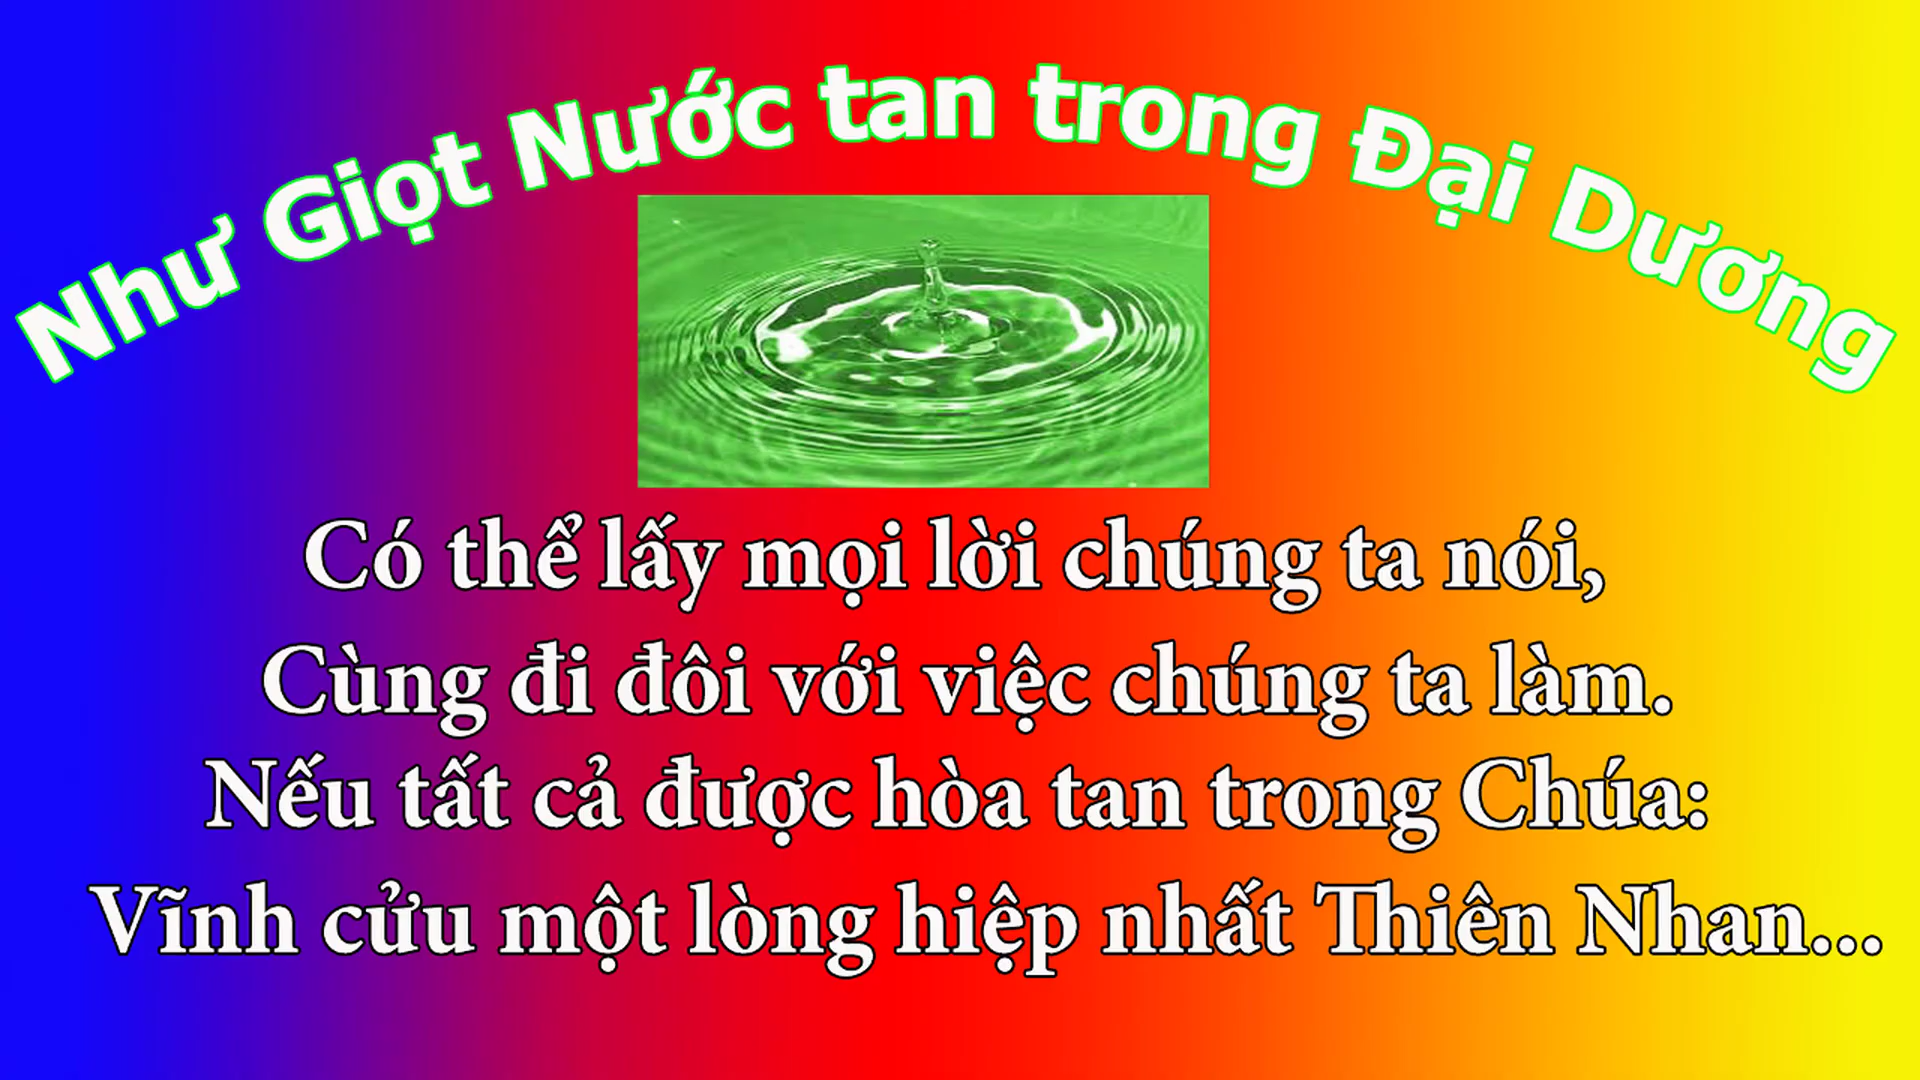 Như Giọt Nước tan trong Đại Dương
Có thể lấy mọi lời chúng ta nói,
Cùng đi đôi với việc chúng ta làm.
Nếu tất cả được hòa tan trong Chúa:
Vĩnh cửu một lòng hiệp nhất Thiên Nhan...